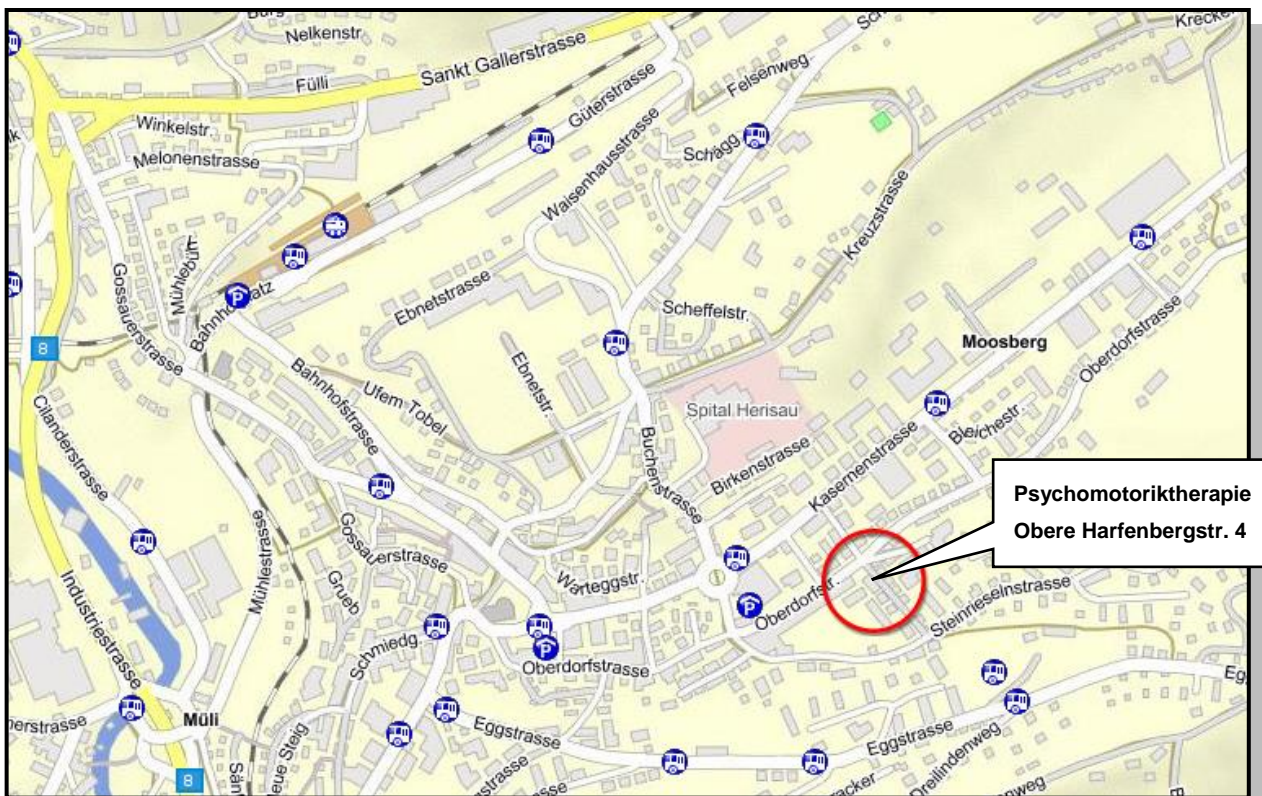 Nelkenstr.
Sankt Gallerstrasse
Fülli
Winkelstr.
Melonenstrasse
Güterstrasse
Felsenweg
Schägg
Waisenhausstrasse
Kreuzstrasse
Gossauerstrasse
Ebnetstrasse
Scheffelstr.
Moosberg
Oberdorfstrasse
8
Bahnhofstrasse
Ufem Tobel
Ebnetstr.
Spital Herisau
Cilanderstrasse
Buchenstrasse
Birkenstrasse
Kasernenstrasse
Bleichestr.
Psychomotoriktherapie
Obere Harfenbergstr. 4
Gossauerstrasse
Mühlestrasse
Grueb
Warteggstr.
Oberdorfstr.
Steinrieselnstrasse
Industriestrasse
Schmiedg.
Oberdorfstrasse
Müli
Eggstrasse
Eggstrasse
Dreilindenweg
8